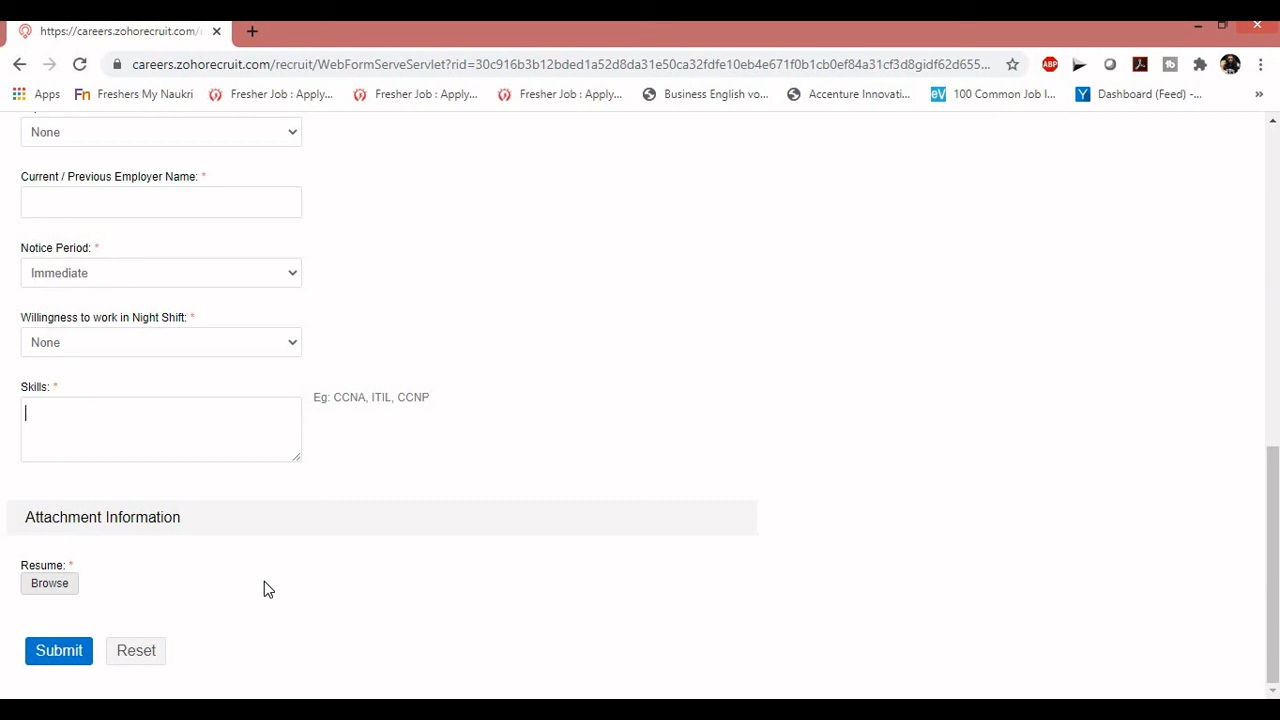 https://careers.zohorecruit.com/
careers.zohorecruit.com/recruit/WebFormServeServlet?rid=30c916b3b12bded1a52d8da31e50ca32fdfe10eb4e671f0b1cb0ef84a31cf3d8gidf62d655...
ABP
Apps Freshers My Naukri Fresher Job : Apply... Fresher Job : Apply... Fresher Job : Apply... Business English vo... Accenture Innovati... eV 100 Common Job I... Y Dashboard (Feed) -... »
None
Current / Previous Employer Name: *
Notice Period: *
Immediate
Willingness to work in Night Shift: *
None
Skills: *
Eg: CCNA, ITIL, CCNP
Attachment Information
Resume: *
Browse
Submit Reset